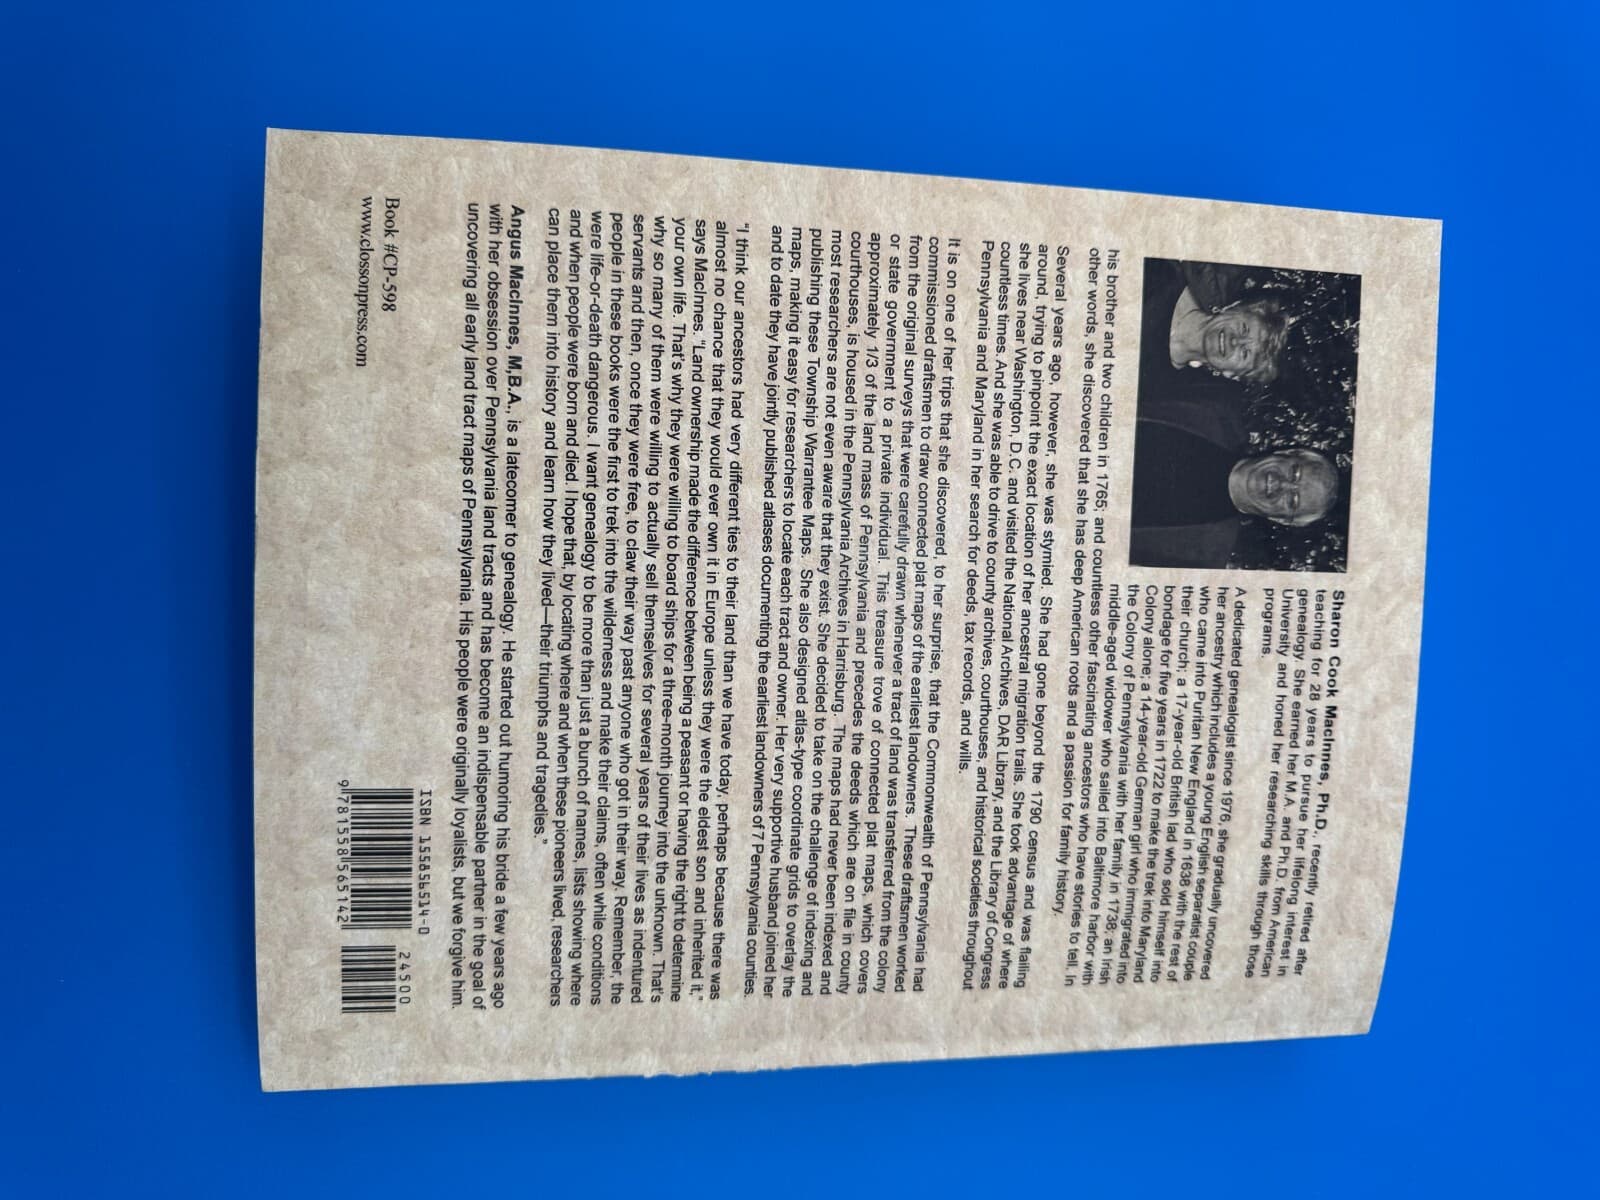 Sharon Cook MacInnes, Ph.D., recently retired after
teaching for 28 years to pursue her lifelong interest in
genealogy. She earned her M.A. and Ph.D. from American
University and honed her researching skills through those
programs.
A dedicated genealogist since 1976, she gradually uncovered
her ancestry which includes a young English separatist couple
who came into Puritan New England in 1638 with the rest of
their church; a 17-year-old British lad who sold himself into
bondage for five years in 1722 to make the trek into Maryland
Colony alone; a 14-year-old German girl who immigrated into
the Colony of Pennsylvania with her family in 1738; an Irish
middle-aged widower who sailed into Baltimore harbor with
his brother and two children in 1765; and countless other fascinating ancestors who have stories to tell. In
other words, she discovered that she has deep American roots and a passion for family history.
Several years ago, however, she was stymied. She had gone beyond the 1790 census and was flailing
around, trying to pinpoint the exact location of her ancestral migration trails. She took advantage of where
she lives near Washington, D.C. and visited the National Archives, DAR Library, and the Library of Congress
countless times. And she was able to drive to county archives, courthouses, and historical societies throughout
Pennsylvania and Maryland in her search for deeds, tax records, and wills.
It is on one of her trips that she discovered, to her surprise, that the Commonwealth of Pennsylvania had
commissioned draftsmen to draw connected plat maps of the earliest landowners. These draftsmen worked
from the original surveys that were carefully drawn whenever a tract of land was transferred from the colony
or state government to a private individual. This treasure trove of connected plat maps, which covers
approximately 1/3 of the land mass of Pennsylvania and precedes the deeds which are on file in county
courthouses, is housed in the Pennsylvania Archives in Harrisburg. The maps had never been indexed and
most researchers are not even aware that they exist. She decided to take on the challenge of indexing and
publishing these Township Warrantee Maps. She also designed atlas-type coordinate grids to overlay the
maps, making it easy for researchers to locate each tract and owner. Her very supportive husband joined her
and to date they have jointly published atlases documenting the earliest landowners of 7 Pennsylvania counties.
"I think our ancestors had very different ties to their land than we have today, perhaps because there was
almost no chance that they would ever own it in Europe unless they were the eldest son and inherited it,"
says MacInnes. "Land ownership made the difference between being a peasant or having the right to determine
your own life. That's why they were willing to board ships for a three-month journey into the unknown. That's
why so many of them were willing to actually sell themselves for several years of their lives as indentured
servants and then, once they were free, to claw their way past anyone who got in their way. Remember, the
people in these books were the first to trek into the wilderness and make their claims, often while conditions
were life-or-death dangerous. I want genealogy to be more than just a bunch of names, lists showing where
and when people were born and died. I hope that, by locating where and when these pioneers lived, researchers
can place them into history and learn how they lived—their triumphs and tragedies."
Angus MacInnes, M,B.A., is a latecomer to genealogy. He started out humoring his bride a few years ago
with her obsession over Pennsylvania land tracts and has become an indispensable partner in the goal of
uncovering all early land tract maps of Pennsylvania. His people were originally loyalists, but we forgive him.
Book #CP-598
www.clossonpress.com
ISBN 155856514-0
24500
9 781558 565142